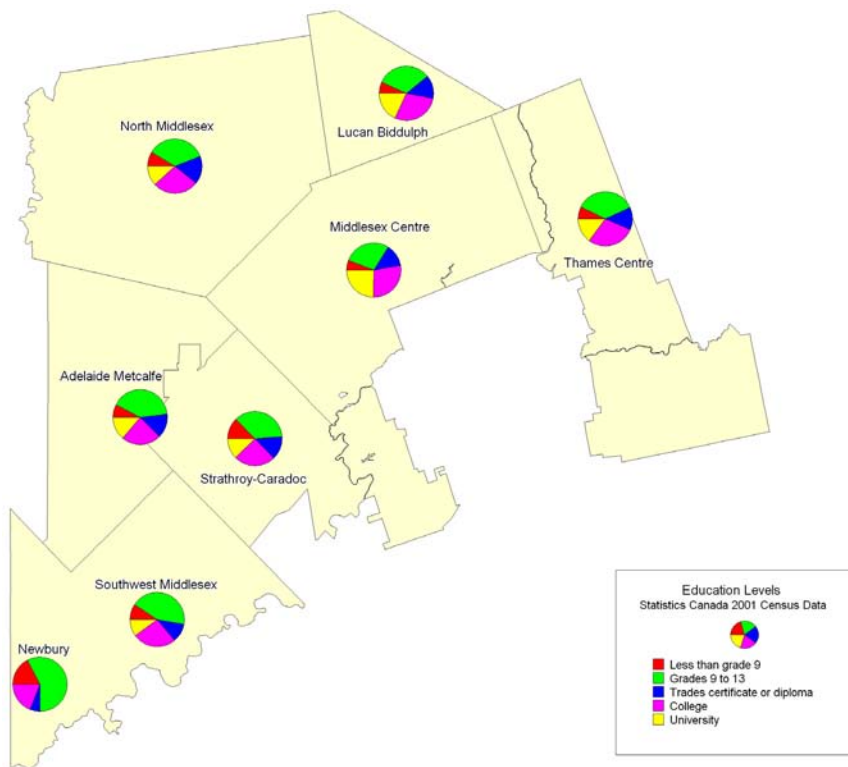 North Middlesex
Lucan Biddulph
Middlesex Centre
Thames Centre
Adelaide Metcalfe
Strathroy-Caradoc
Southwest Middlesex
Newbury
Education Levels
Statistics Canada 2001 Census Data
Less than grade 9
Grades 9 to 13
Trades certificate or diploma
College
University